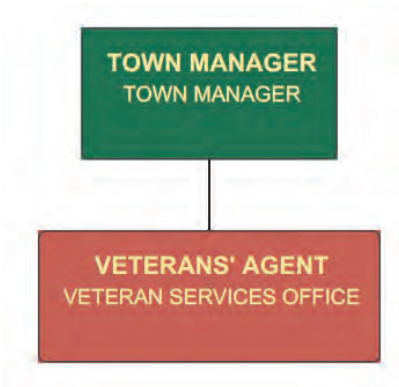 TOWN MANAGER
TOWN MANAGER
VETERANS' AGENT
VETERAN SERVICES OFFICE